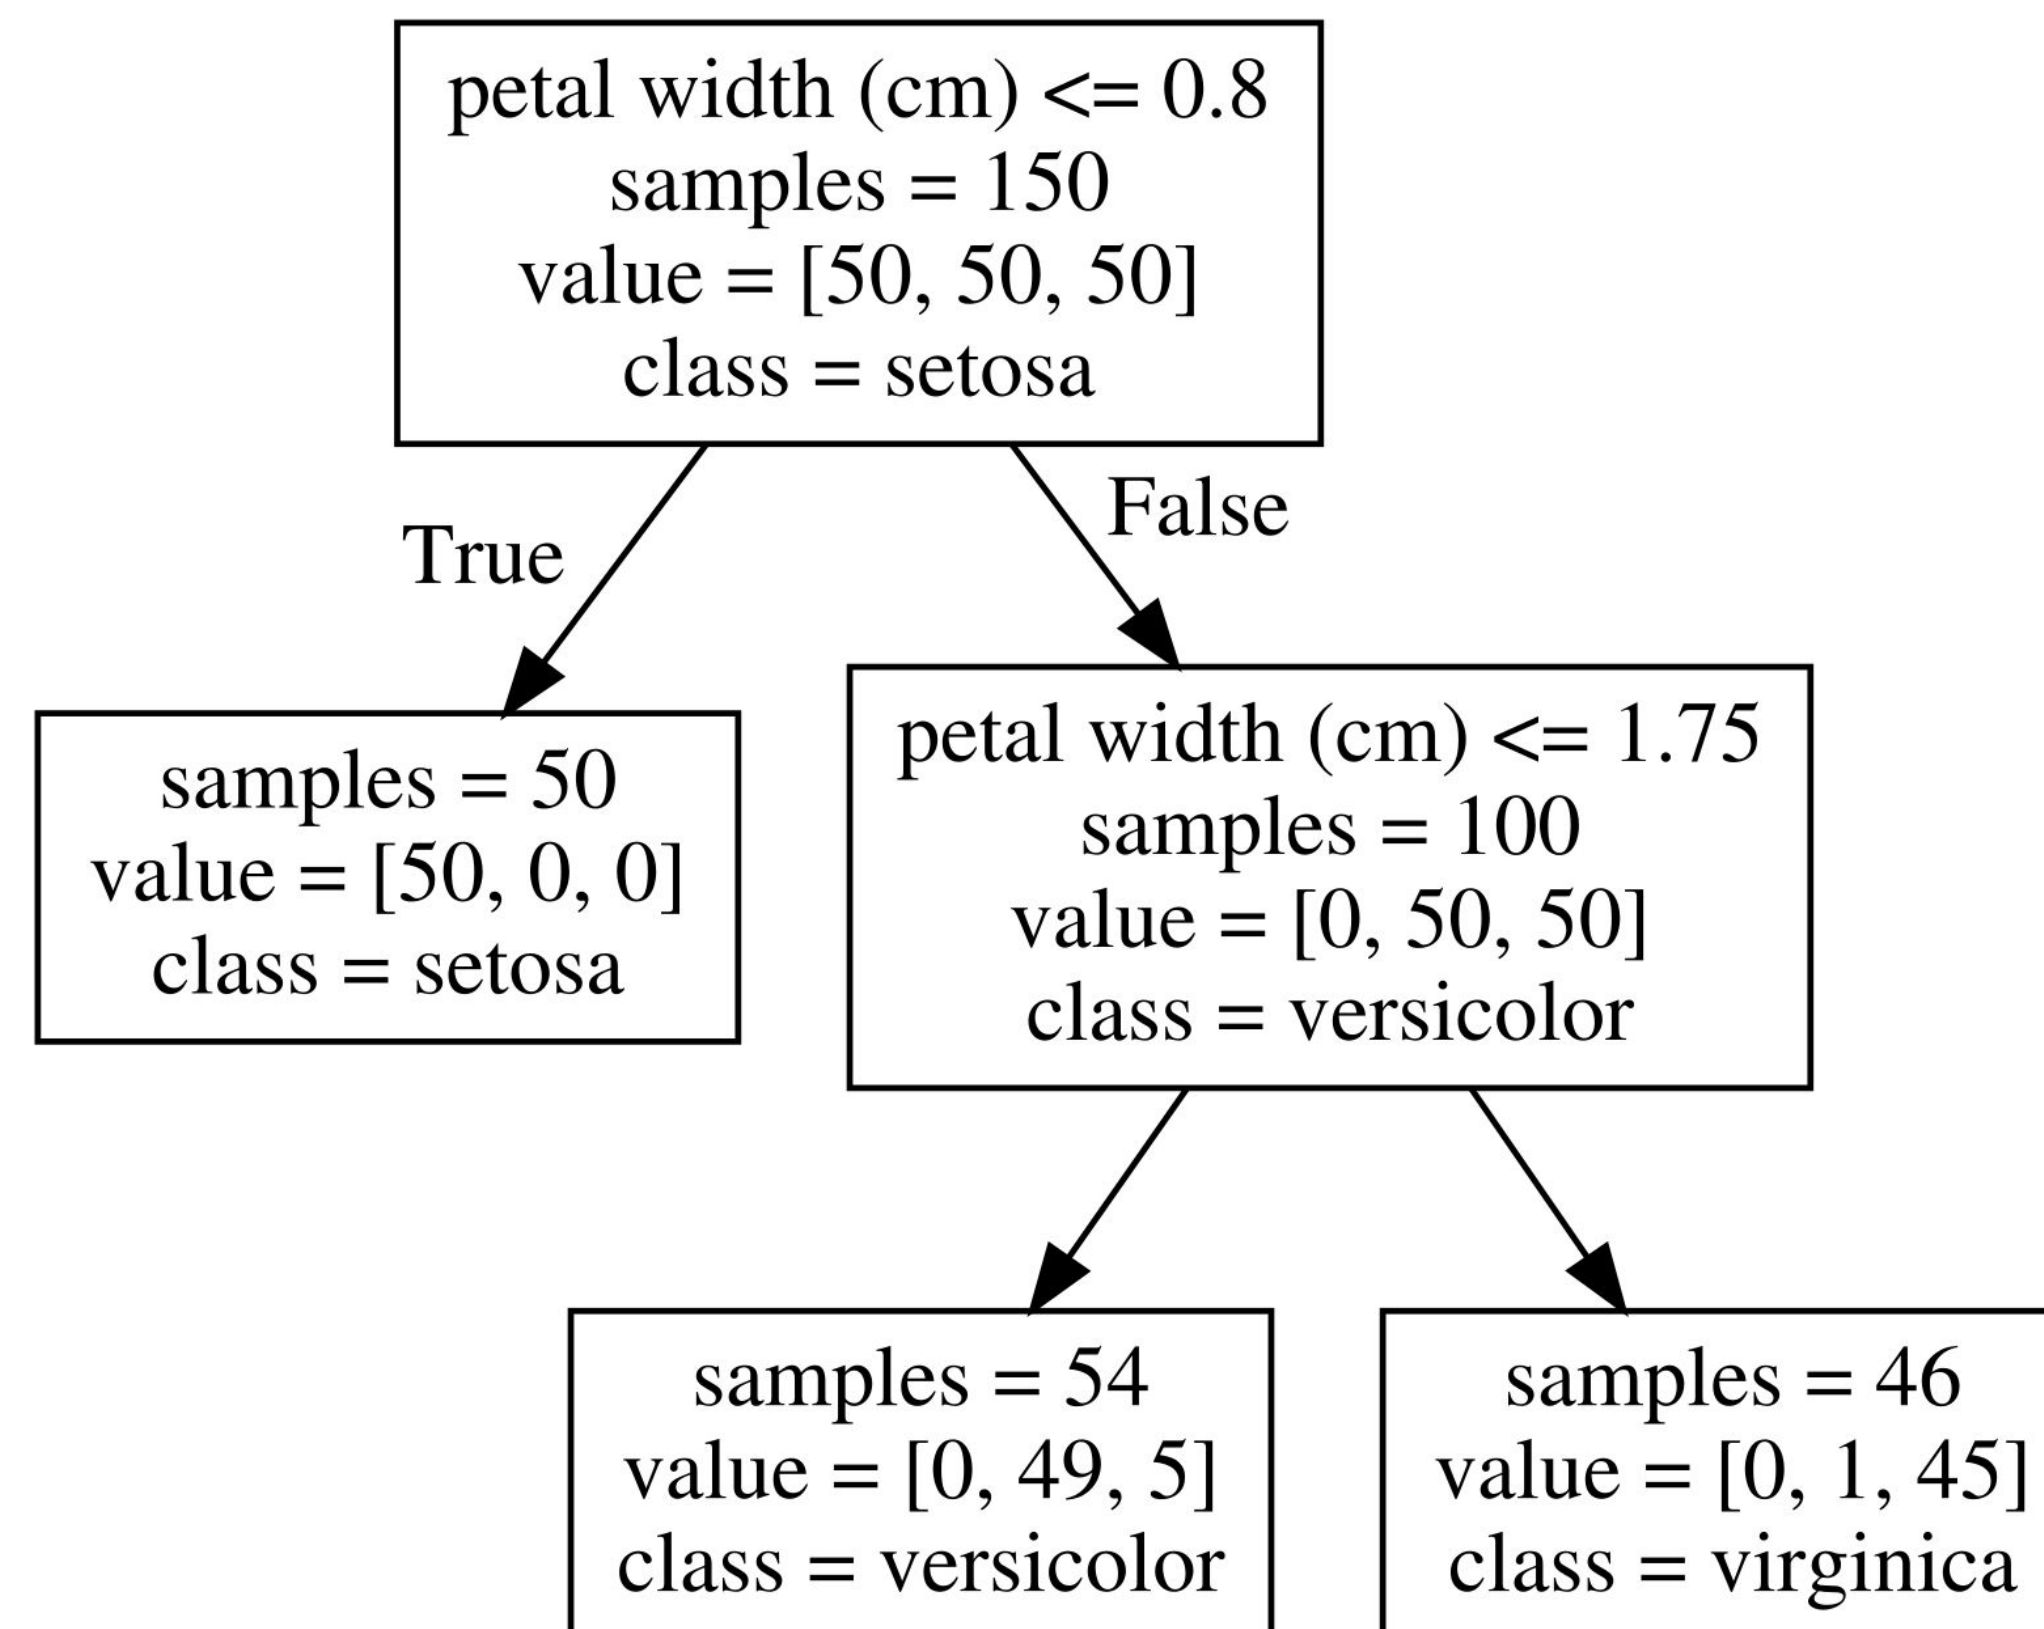 petal width (cm) <= 0.8
samples = 150
value = [50, 50, 50]
class = setosa
True
False
samples = 50
value = [50, 0, 0]
class = setosa
petal width (cm) <= 1.75
samples = 100
value = [0, 50, 50]
class = versicolor
samples = 54
value = [0, 49, 5]
class = versicolor
samples = 46
value = [0, 1, 45]
class = virginica